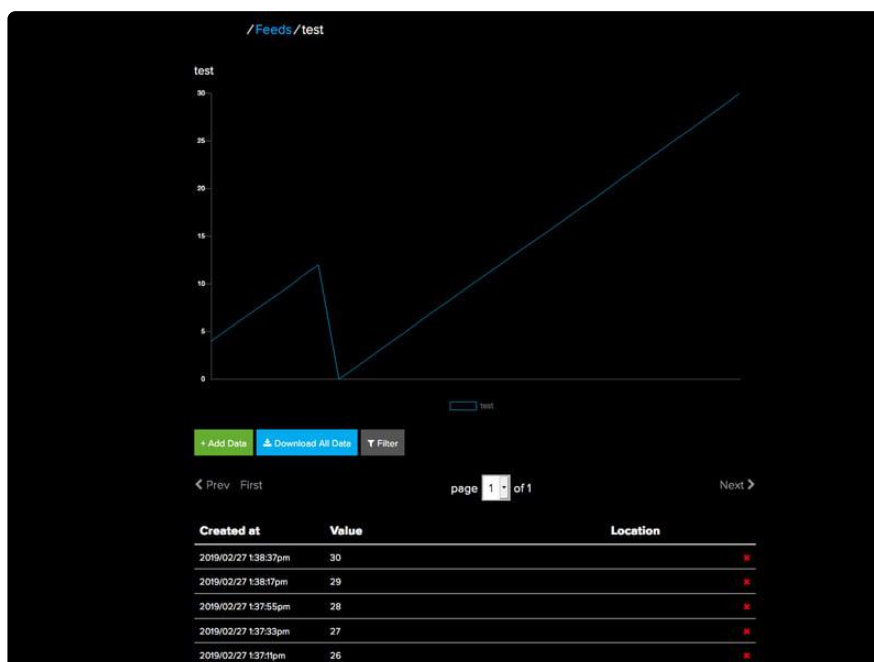 /Feeds/test
test
30
25
20
15
10
5
0
test
+ Add Data Download All Data Filter
Prev First page 1 of 1 Next
Created at Value Location
2019/02/27 1:38:37pm 30
2019/02/27 1:38:17pm 29
2019/02/27 1:37:55pm 28
2019/02/27 1:37:33pm 27
2019/02/27 1:37:11pm 26